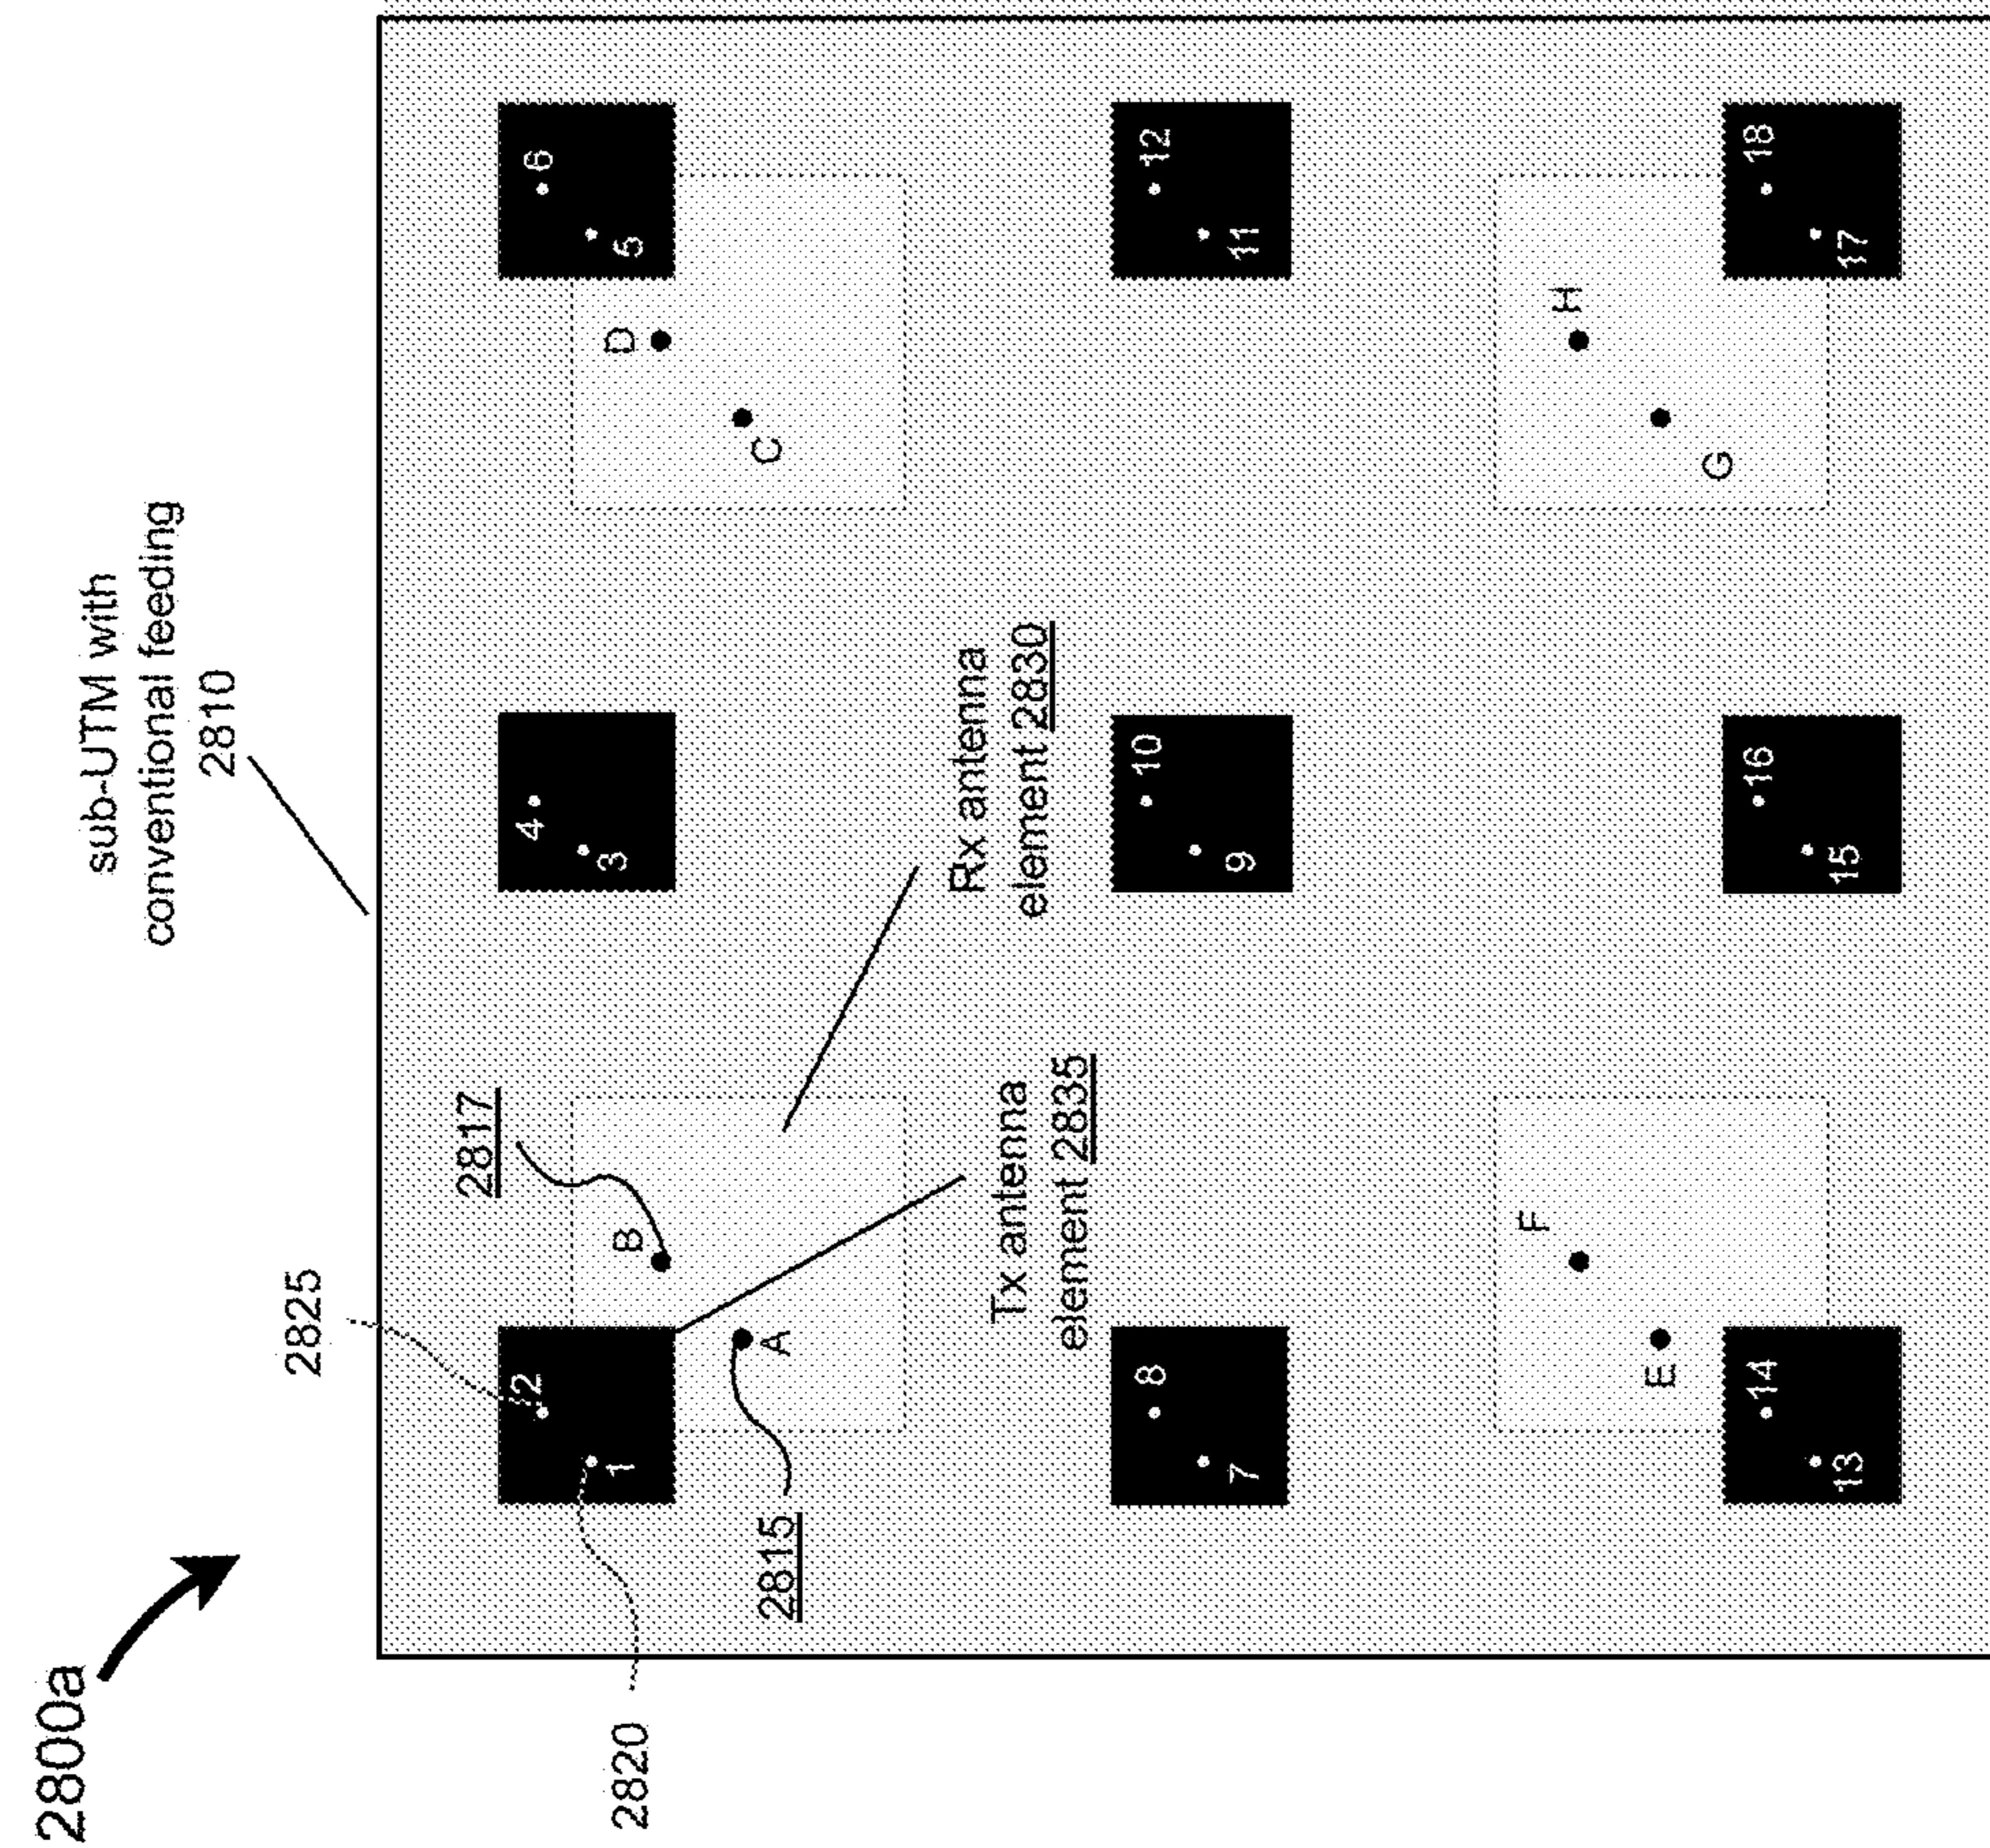 2800a
sub-UTM with
conventional feeding
2810
2825
2817
2
4
6
2820
1
B
3
D
5
2815
A
C
Tx antenna
element 2835
Rx antenna
element 2830
8
10
12
7
9
11
F
H
E
G
14
16
18
13
15
17